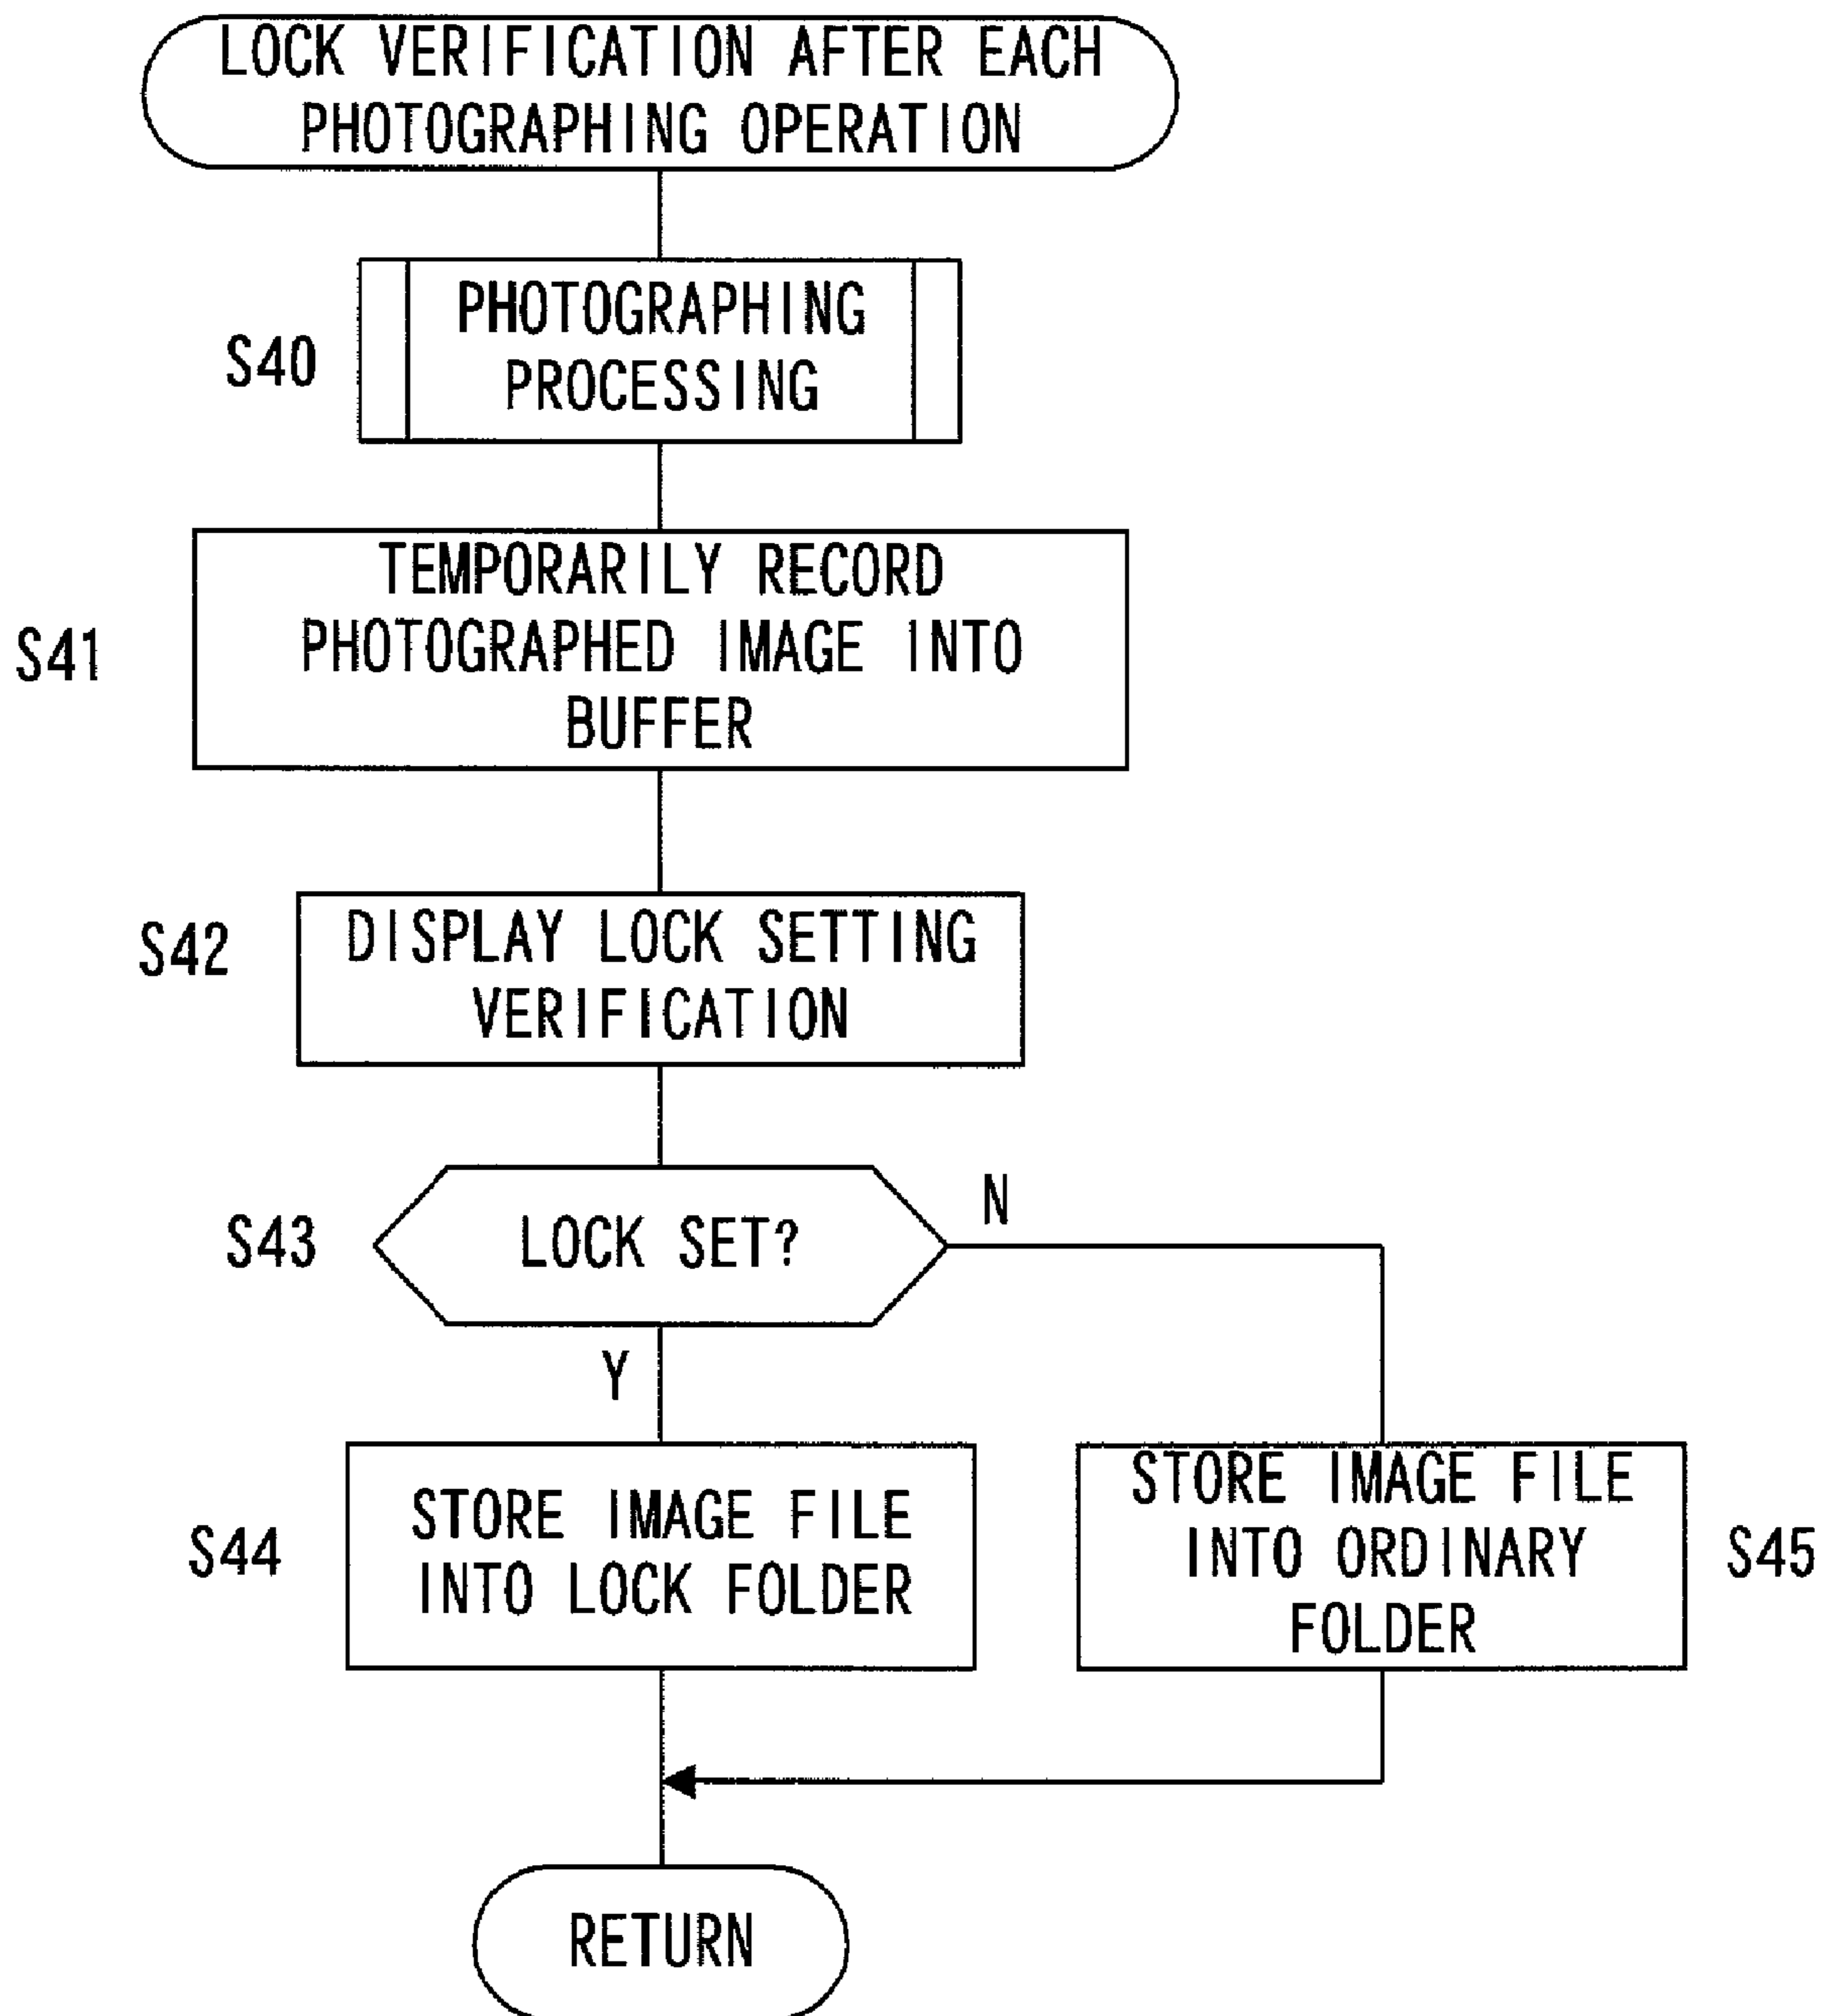 LOCK VERIFICATION AFTER EACH
PHOTOGRAPHING OPERATION
S40
PHOTOGRAPHING
PROCESSING
S41
TEMPORARILY RECORD
PHOTOGRAPHED IMAGE INTO
BUFFER
S42
DISPLAY LOCK SETTING
VERIFICATION
S43
LOCK SET?
N
Y
S44
STORE IMAGE FILE
INTO LOCK FOLDER
STORE IMAGE FILE
INTO ORDINARY
FOLDER
S45
RETURN